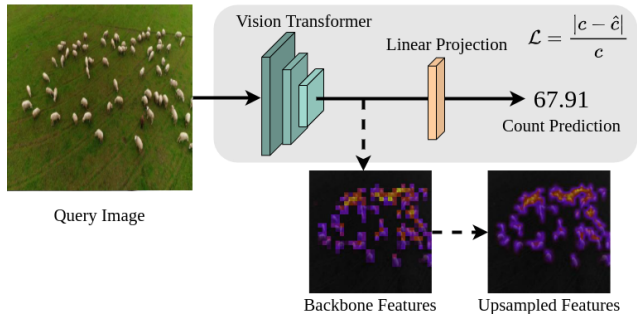 Vision Transformer
Linear Projection
ℒ = |c − ĉ| / c
67.91
Count Prediction
Query Image
Backbone Features
Upsampled Features